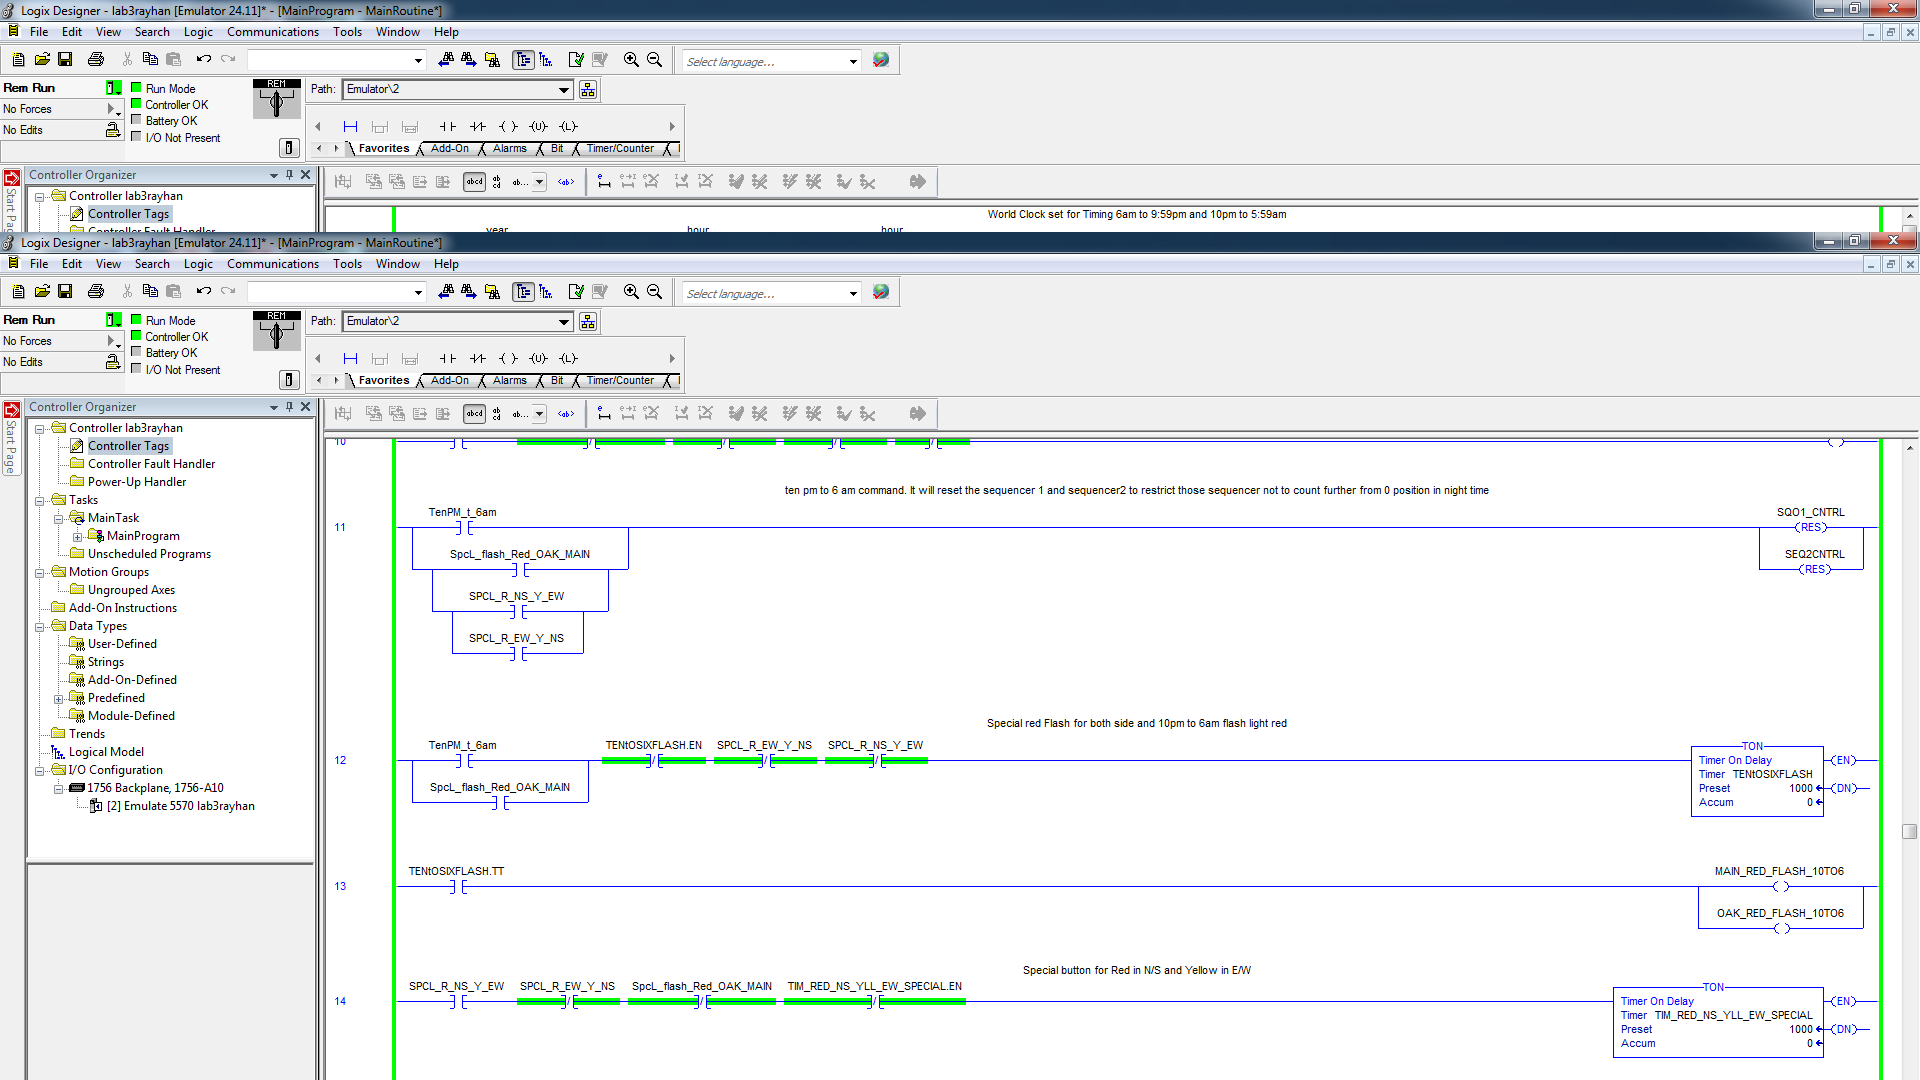 Logix Designer - lab3rayhan [Emulator 24.11]* - [MainProgram - MainRoutine*]
File Edit View Search Logic Communications Tools Window Help
Select language...
Rem Run
No Forces
No Edits
Run Mode
Controller OK
Battery OK
I/O Not Present
REM
Path: Emulator\2
Favorites Add-On Alarms Bit Timer/Counter
Controller Organizer
Start Pa
Controller lab3rayhan
Controller Tags
Controller Fault Handler
abcd ab cd ab... <ab>
World Clock set for Timing 6am to 9:59pm and 10pm to 5:59am
year hour hour
Logix Designer - lab3rayhan [Emulator 24.11]* - [MainProgram - MainRoutine*]
File Edit View Search Logic Communications Tools Window Help
Select language...
Rem Run
No Forces
No Edits
Run Mode
Controller OK
Battery OK
I/O Not Present
REM
Path: Emulator\2
Favorites Add-On Alarms Bit Timer/Counter
Start Page
Controller Organizer
Controller lab3rayhan
Controller Tags
Controller Fault Handler
Power-Up Handler
Tasks
MainTask
MainProgram
Unscheduled Programs
Motion Groups
Ungrouped Axes
Add-On Instructions
Data Types
User-Defined
Strings
Add-On-Defined
Predefined
Module-Defined
Trends
Logical Model
I/O Configuration
1756 Backplane, 1756-A10
[2] Emulate 5570 lab3rayhan
abcd ab cd ab... <ab>
10
ten pm to 6 am command. It will reset the sequencer 1 and sequencer2 to restrict those sequencer not to count further from 0 position in night time
11
TenPM_t_6am
SpcL_flash_Red_OAK_MAIN
SPCL_R_NS_Y_EW
SPCL_R_EW_Y_NS
SQO1_CNTRL
RES
SEQ2CNTRL
RES
Special red Flash for both side and 10pm to 6am flash light red
12
TenPM_t_6am TENtOSIXFLASH.EN SPCL_R_EW_Y_NS SPCL_R_NS_Y_EW
SpcL_flash_Red_OAK_MAIN
TON
Timer On Delay
Timer TENtOSIXFLASH
Preset 1000
Accum 0
EN
DN
13
TENtOSIXFLASH.TT
MAIN_RED_FLASH_10TO6
OAK_RED_FLASH_10TO6
Special button for Red in N/S and Yellow in E/W
14
SPCL_R_NS_Y_EW SPCL_R_EW_Y_NS SpcL_flash_Red_OAK_MAIN TIM_RED_NS_YLL_EW_SPECIAL.EN
TON
Timer On Delay
Timer TIM_RED_NS_YLL_EW_SPECIAL
Preset 1000
Accum 0
EN
DN